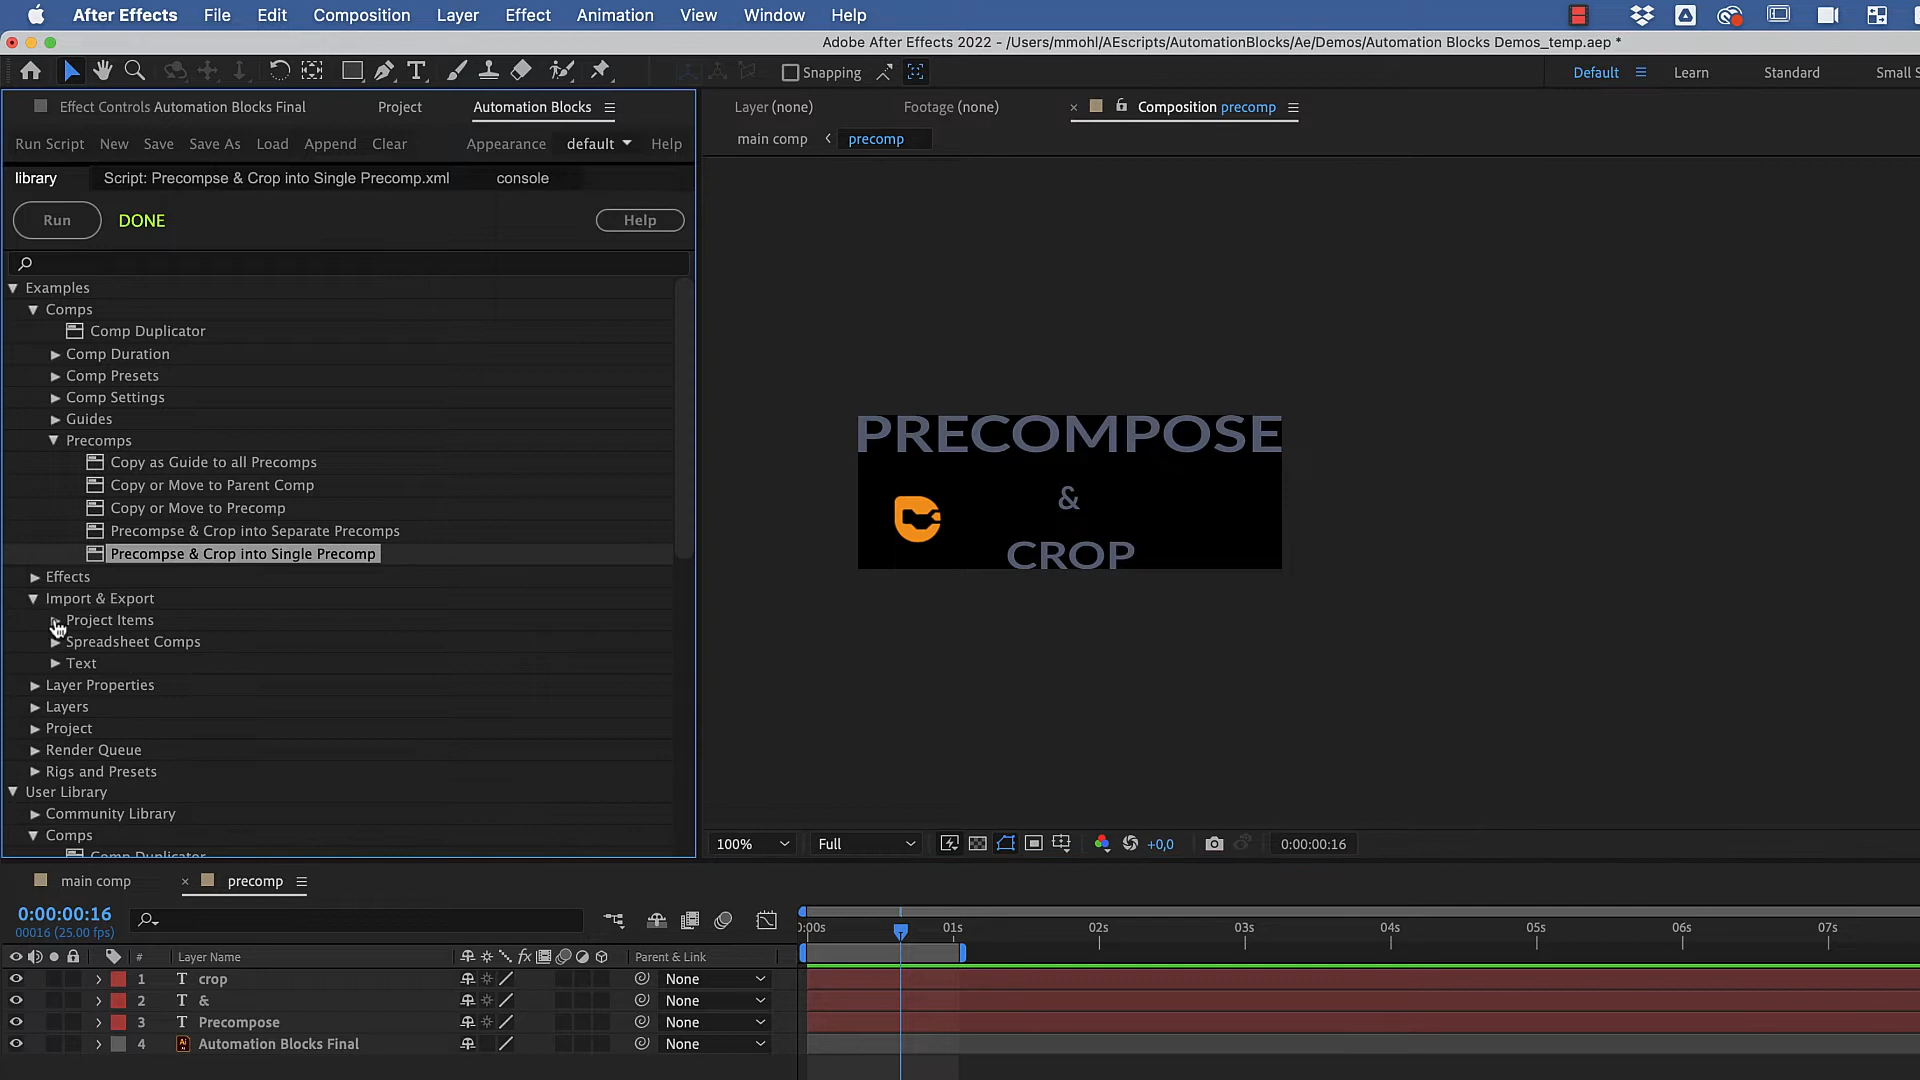 After Effects File Edit Composition Layer Effect Animation View Window Help
Adobe After Effects 2022 - /Users/mmohl/AEscripts/AutomationBlocks/Ae/Demos/Automation Blocks Demos_temp.aep *
Snapping Default Learn Standard Small S
Effect Controls Automation Blocks Final Project Automation Blocks
Layer (none) Footage (none) Composition precomp
Run Script New Save Save As Load Append Clear Appearance default Help
main comp precomp
library Script: Precompse & Crop into Single Precomp.xml console
Run DONE Help
Examples
Comps
Comp Duplicator
Comp Duration
Comp Presets
Comp Settings
Guides
Precomps
Copy as Guide to all Precomps
Copy or Move to Parent Comp
Copy or Move to Precomp
Precompse & Crop into Separate Precomps
Precompse & Crop into Single Precomp
Effects
Import & Export
Project Items
Spreadsheet Comps
Text
Layer Properties
Layers
Project
Render Queue
Rigs and Presets
User Library
Community Library
Comps
Comp Duplicator
PRECOMPOSE
&
CROP
100% Full +0,0 0:00:00:16
main comp precomp
0:00:00:16
00016 (25.00 fps)
0:00s 01s 02s 03s 04s 05s 06s 07s
# Layer Name fx Parent & Link
1 T crop None
2 T & None
3 T Precompose None
4 Ai Automation Blocks Final None